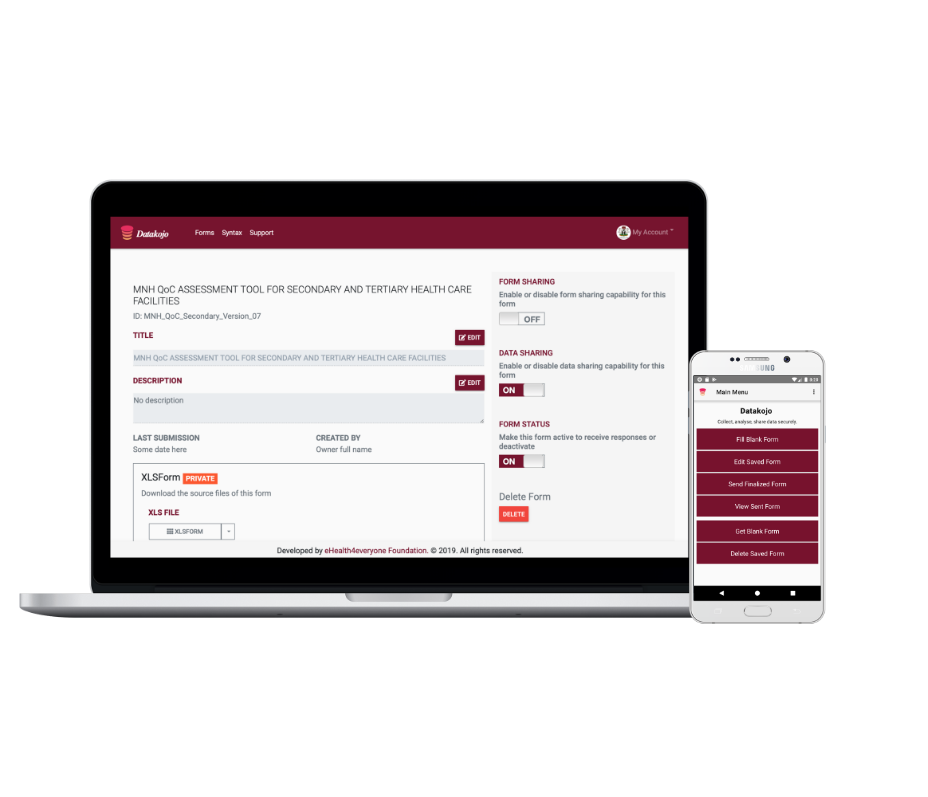 Datakojo
Forms Syntax Support
My Account
MNH QoC ASSESSMENT TOOL FOR SECONDARY AND TERTIARY HEALTH CARE
FACILITIES
ID: MNH_QoC_Secondary_Version_07
TITLE
EDIT
MNH QoC ASSESSMENT TOOL FOR SECONDARY AND TERTIARY HEALTH CARE FACILITIES
DESCRIPTION
EDIT
No description
LAST SUBMISSION
Some date here
CREATED BY
Owner full name
XLSForm PRIVATE
Download the source files of this form
XLS FILE
XLSFORM
FORM SHARING
Enable or disable form sharing capability for this
form
OFF
DATA SHARING
Enable or disable data sharing capability for this
form
ON
FORM STATUS
Make this form active to receive responses or
deactivate
ON
Delete Form
DELETE
Developed by eHealth4everyone Foundation. © 2019. All rights reserved.
Main Menu
Datakojo
Collect, analyse, share data securely.
Fill Blank Form
Edit Saved Form
Send Finalized Form
View Sent Form
Get Blank Form
Delete Saved Form